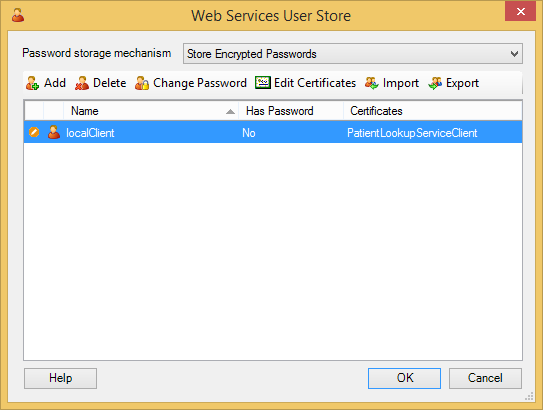 Web Services User Store
Password storage mechanism Store Encrypted Passwords
Add Delete Change Password Edit Certificates Import Export
Name Has Password Certificates
localClient No PatientLookupServiceClient
Help OK Cancel